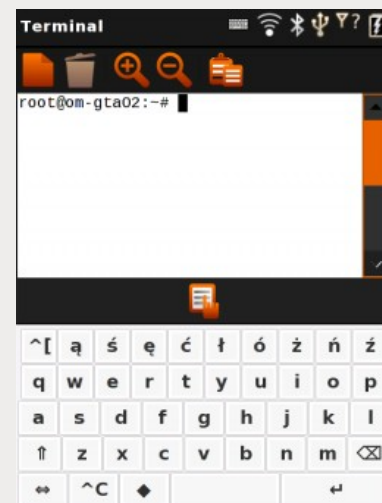 Terminal
?
root@om-gta02:~#
^[ ą ś ę ć ł ó ż ń ź
q w e r t y u i o p
a s d f g h j k l
⇑ z x c v b n m ⌫
⇔ ^C ◆ ↵